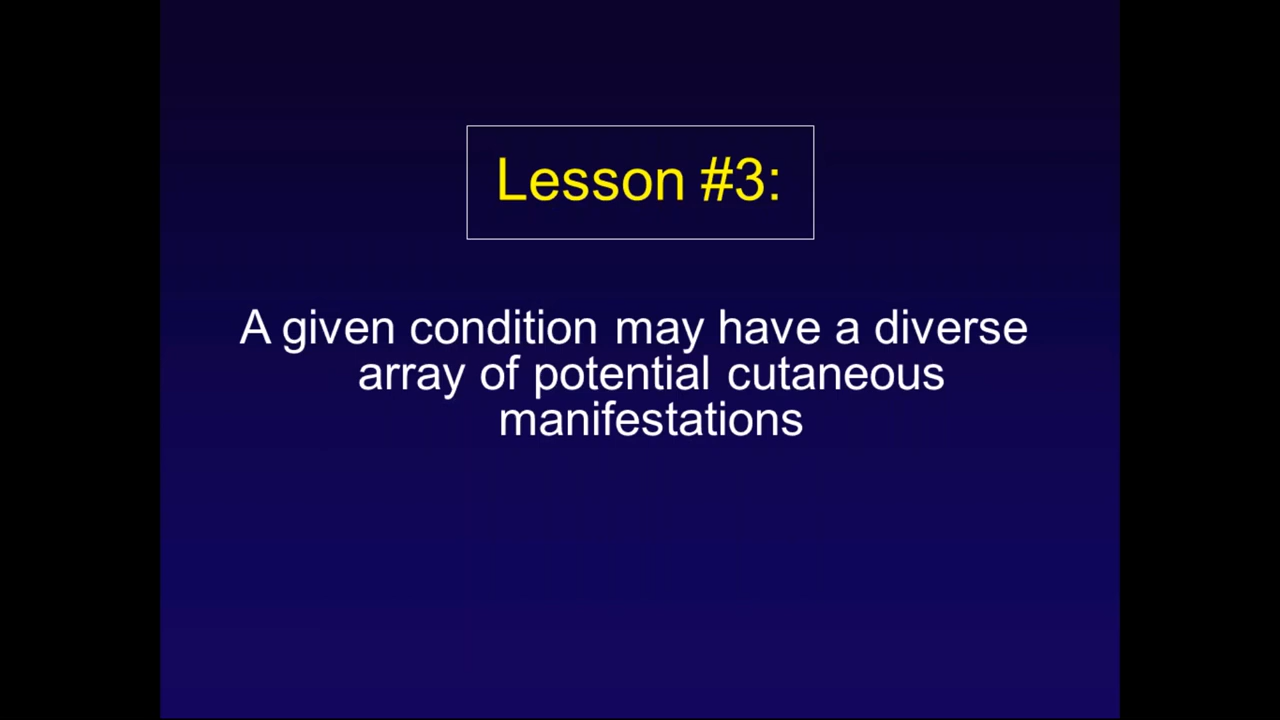 Lesson #3:
A given condition may have a diverse
array of potential cutaneous
manifestations